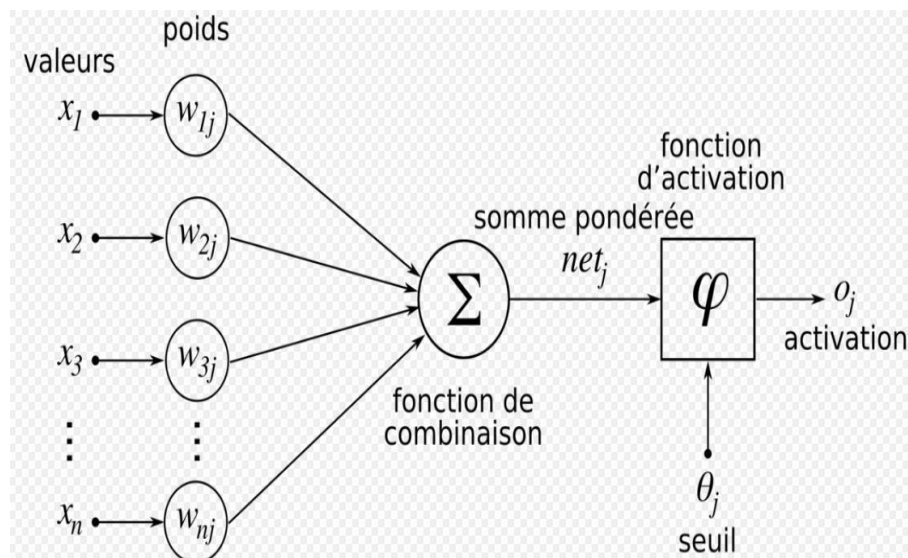 poids
valeurs
x₁
w₁ⱼ
x₂
w₂ⱼ
x₃
w₃ⱼ
⋮ ⋮
xₙ
wₙⱼ
Σ
fonction de
combinaison
somme pondérée
netⱼ
fonction
d'activation
φ
oⱼ
activation
θⱼ
seuil